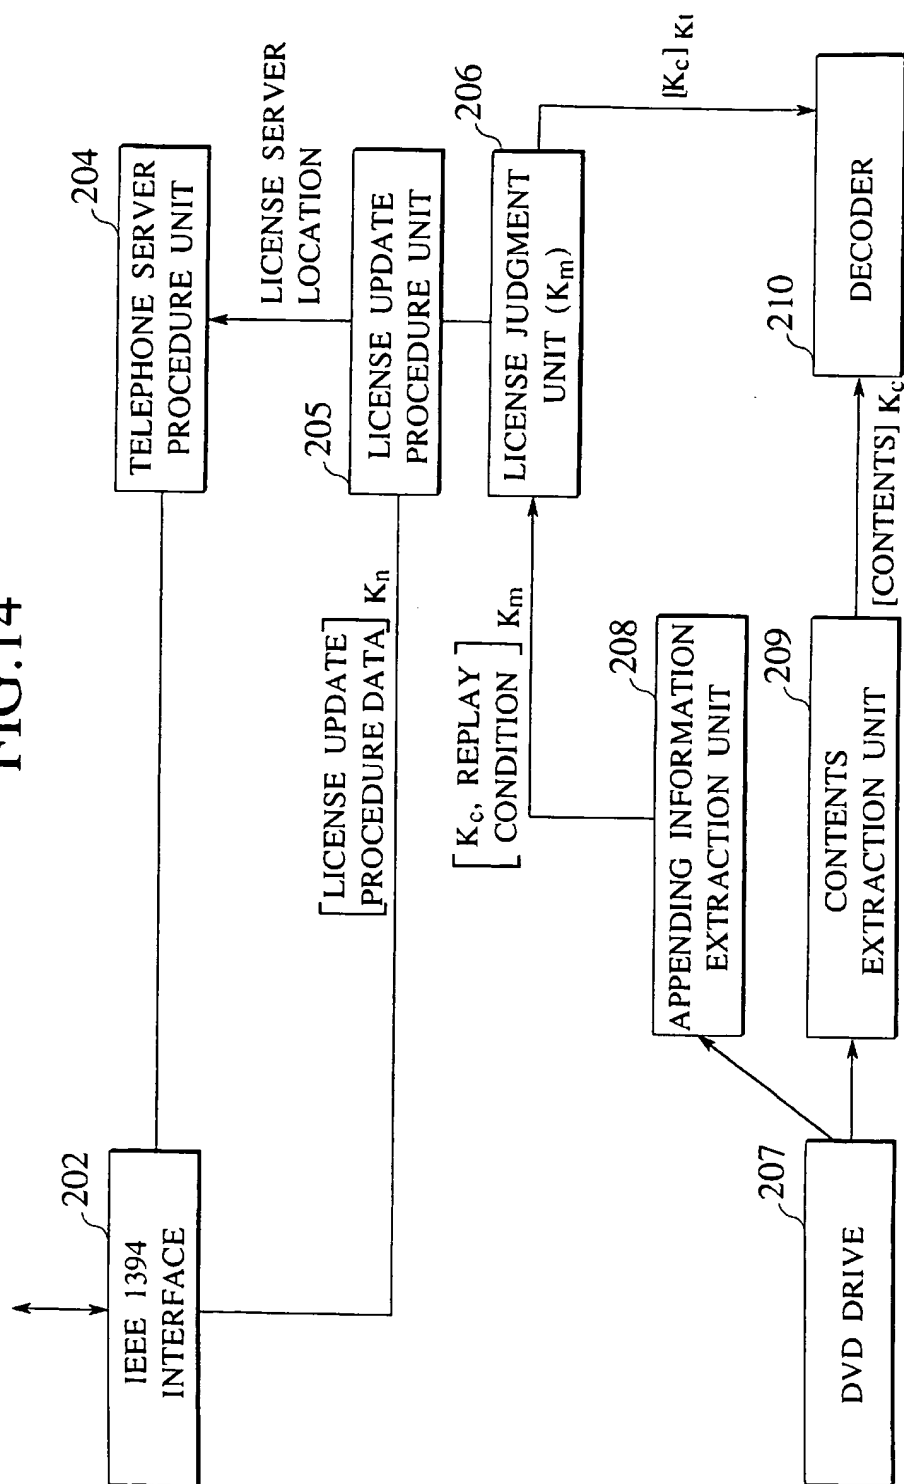 FIG.14
202
IEEE 1394
INTERFACE
204
TELEPHONE SERVER
PROCEDURE UNIT
LICENSE SERVER
LOCATION
205
LICENSE UPDATE
PROCEDURE UNIT
[LICENSE UPDATE
PROCEDURE DATA] Kn
206
LICENSE JUDGMENT
UNIT (Km)
[Kc, REPLAY
CONDITION] Km
[Kc] Kt
207
DVD DRIVE
208
APPENDING INFORMATION
EXTRACTION UNIT
209
CONTENTS
EXTRACTION UNIT
[CONTENTS] Kc
210
DECODER